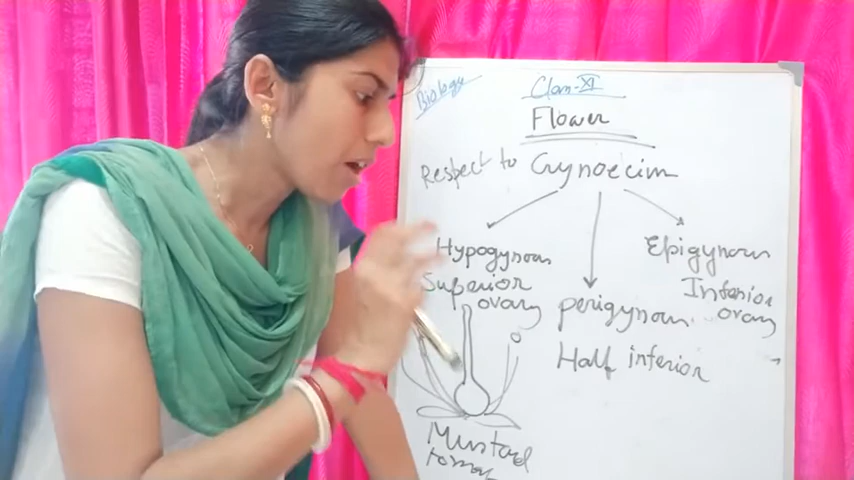 Biology
Class-XI
Flower
Respect to Gynoecim
Hypogynous
Superior
ovary
Epigynous
Inferior
ovary
perigynous
Half inferior
Mustard